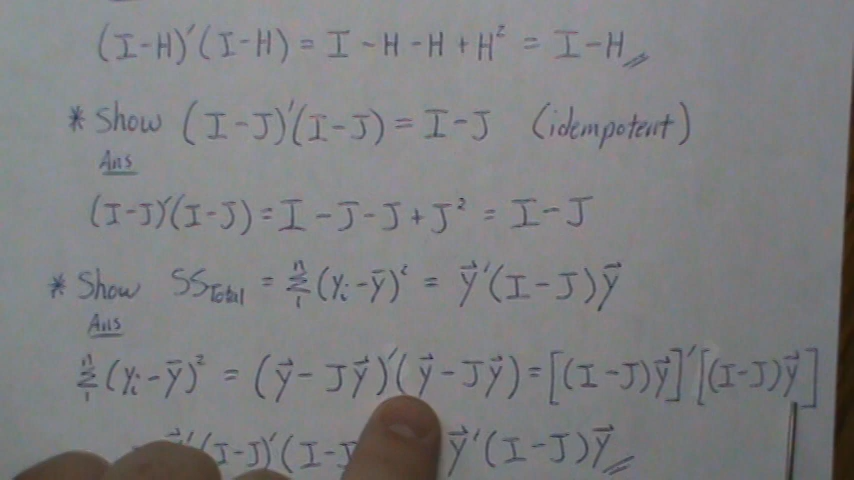 (I-H)′(I-H) = I - H - H + H² = I - H
* Show (I-J)′(I-J) = I-J (idempotent)
Ans
(I-J)′(I-J) = I - J - J + J² = I - J
* Show SS_Total = Σ₁ⁿ (Yᵢ - ȳ)² = y⃗′(I-J)y⃗
Ans
Σ₁ⁿ (Yᵢ - ȳ)² = (y⃗ - Jy⃗)′(y⃗ - Jy⃗) = [(I-J)y⃗]′[(I-J)y⃗]
′(I-J)′(I-J y⃗′(I-J)y⃗